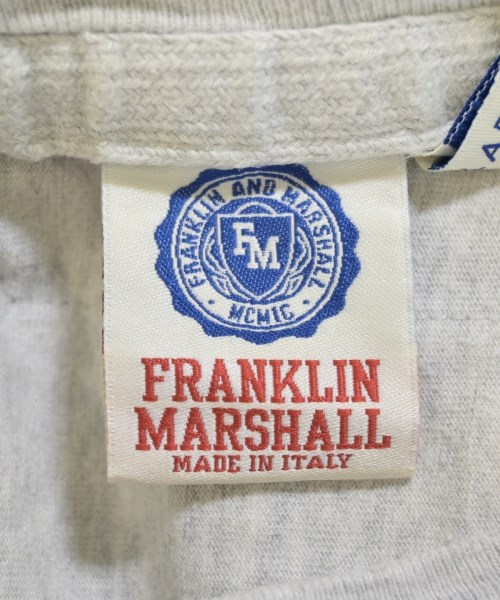 FRANKLIN AND MARSHALL
FM
· MCMIC ·
FRANKLIN
MARSHALL
MADE IN ITALY